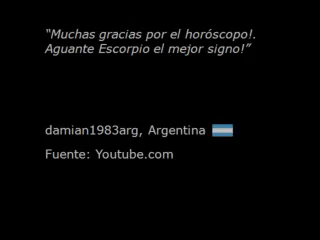 “Muchas gracias por el horóscopo!.
Aguante Escorpio el mejor signo!”
damian1983arg, Argentina
Fuente: Youtube.com